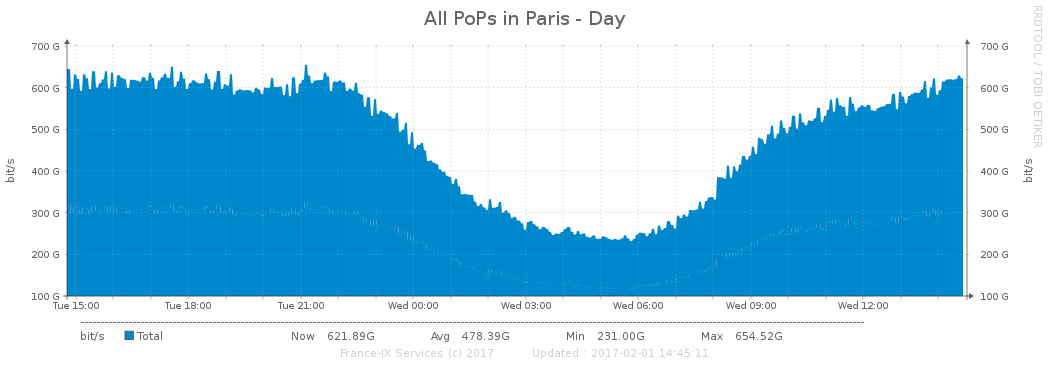 All PoPs in Paris - Day
RRDTOOL / TOBI OETIKER
bit/s
bit/s
700 G 700 G
600 G 600 G
500 G 500 G
400 G 400 G
300 G 300 G
200 G 200 G
100 G 100 G
Tue 15:00 Tue 18:00 Tue 21:00 Wed 00:00 Wed 03:00 Wed 06:00 Wed 09:00 Wed 12:00
bit/s Total Now 621.89G Avg 478.39G Min 231.00G Max 654.52G
France-IX Services (c) 2017 Updated : 2017-02-01 14:45:11